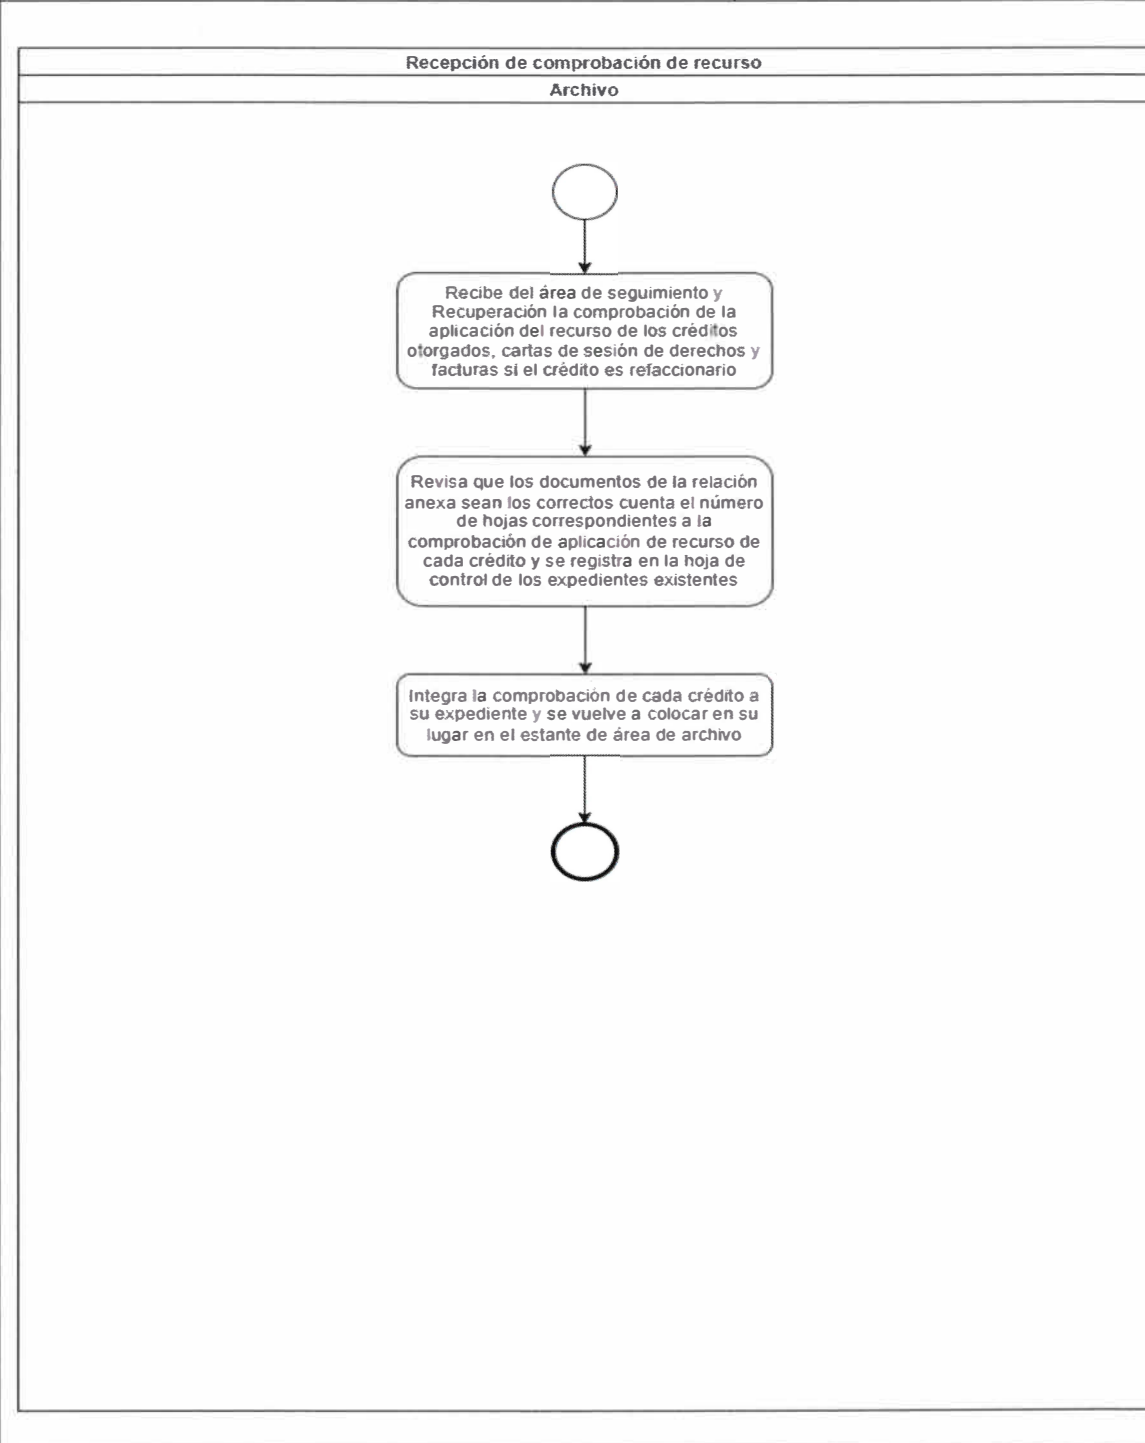 Recepción de comprobación de recurso
Archivo
Recibe del área de seguimiento y
Recuperación la comprobación de la
aplicación del recurso de los créditos
otorgados, cartas de sesión de derechos y
facturas si el crédito es refaccionario
Revisa que los documentos de la relación
anexa sean los correctos cuenta el número
de hojas correspondientes a la
comprobación de aplicación de recurso de
cada crédito y se registra en la hoja de
control de los expedientes existentes
Integra la comprobación de cada crédito a
su expediente y se vuelve a colocar en su
lugar en el estante de área de archivo